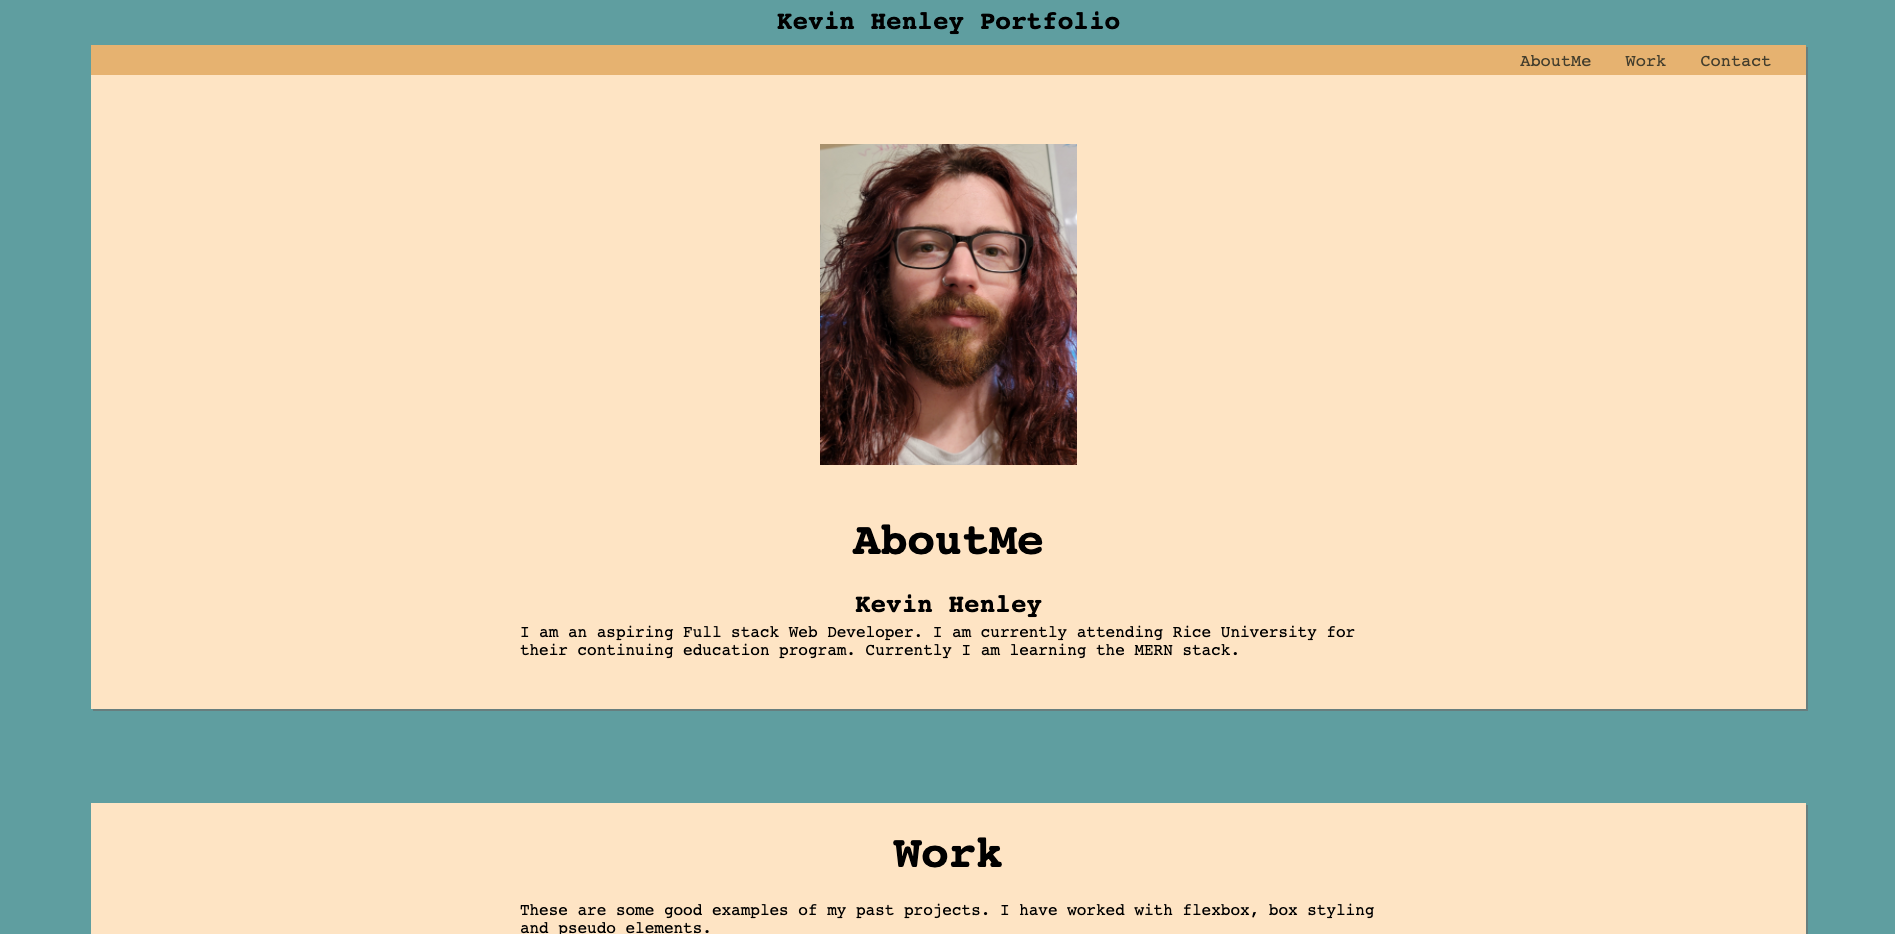 Kevin Henley Portfolio
AboutMe Work Contact
AboutMe
Kevin Henley
I am an aspiring Full stack Web Developer. I am currently attending Rice University for
their continuing education program. Currently I am learning the MERN stack.
Work
These are some good examples of my past projects. I have worked with flexbox, box styling
and pseudo elements.